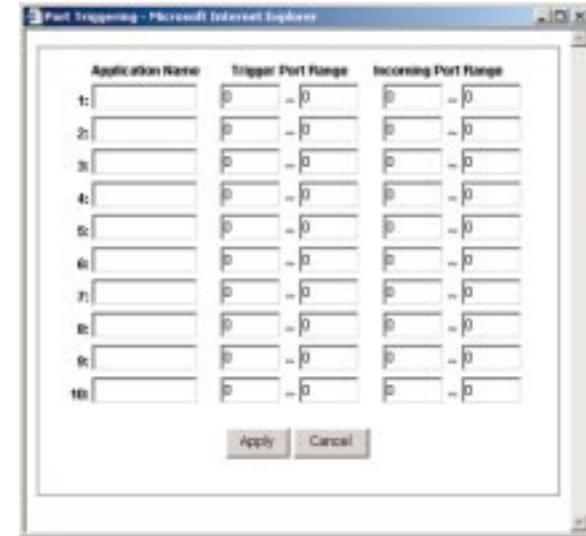 Port Triggering - Microsoft Internet Explorer
Application Name Trigger Port Range Incoming Port Range
1: 0 ~ 0 0 ~ 0
2: 0 ~ 0 0 ~ 0
3: 0 ~ 0 0 ~ 0
4: 0 ~ 0 0 ~ 0
5: 0 ~ 0 0 ~ 0
6: 0 ~ 0 0 ~ 0
7: 0 ~ 0 0 ~ 0
8: 0 ~ 0 0 ~ 0
9: 0 ~ 0 0 ~ 0
10: 0 ~ 0 0 ~ 0
Apply Cancel